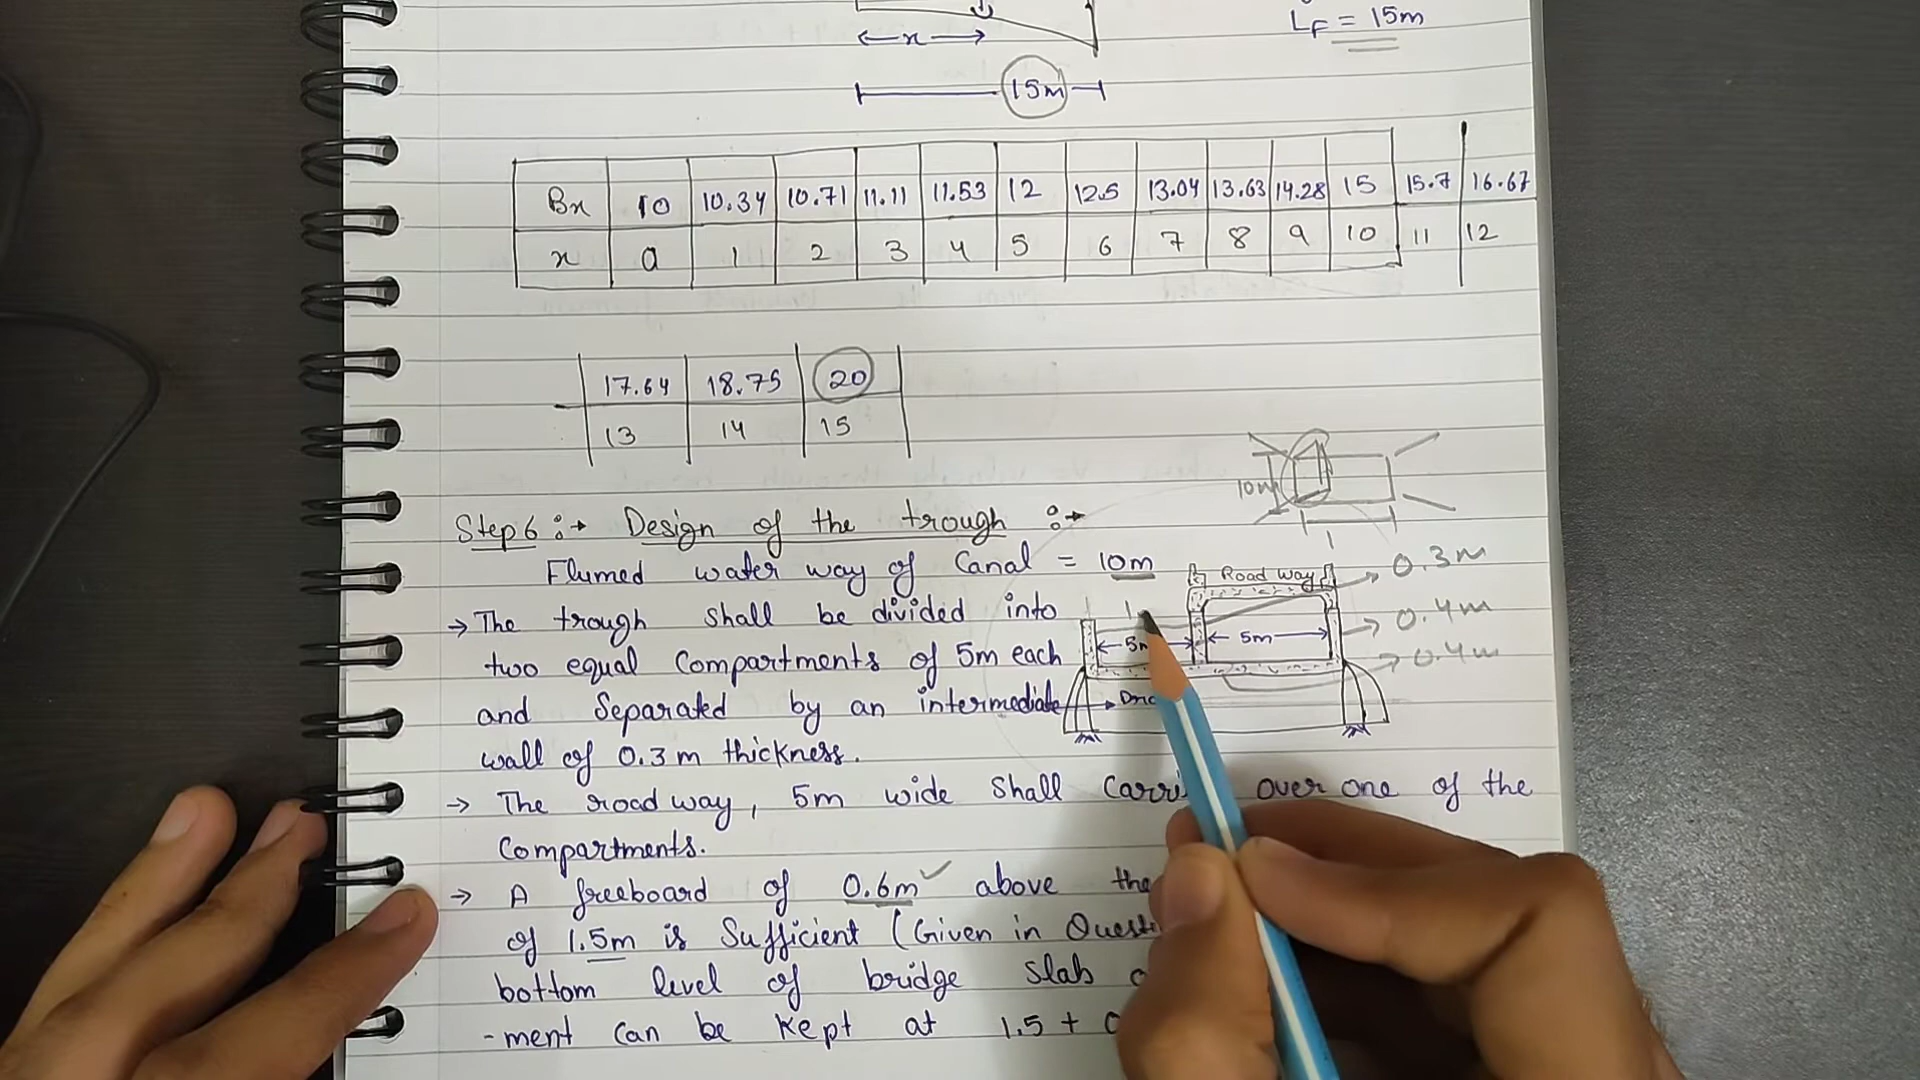 L_F = 15m
x
15m
Bx 10 10.34 10.71 11.11 11.53 12 12.5 13.04 13.63 14.28 15 15.7 16.67
x 0 1 2 3 4 5 6 7 8 9 10 11 12
17.64 18.75 20
13 14 15
10m
Step 6 :→ Design of the trough :→
Flumed water way of Canal = 10m
Road way
0.3m
0.4m
0.4m
5m
→ The trough shall be divided into
two equal Compartments of 5m each
and Separated by an intermediate
wall of 0.3 m thickness.
→ The road way, 5m wide Shall over one of the
Compartments.
→ A freeboard of 0.6m above the
of 1.5m is Sufficient (Given in
bottom level of bridge slab
-ment can be kept at 1.5 +